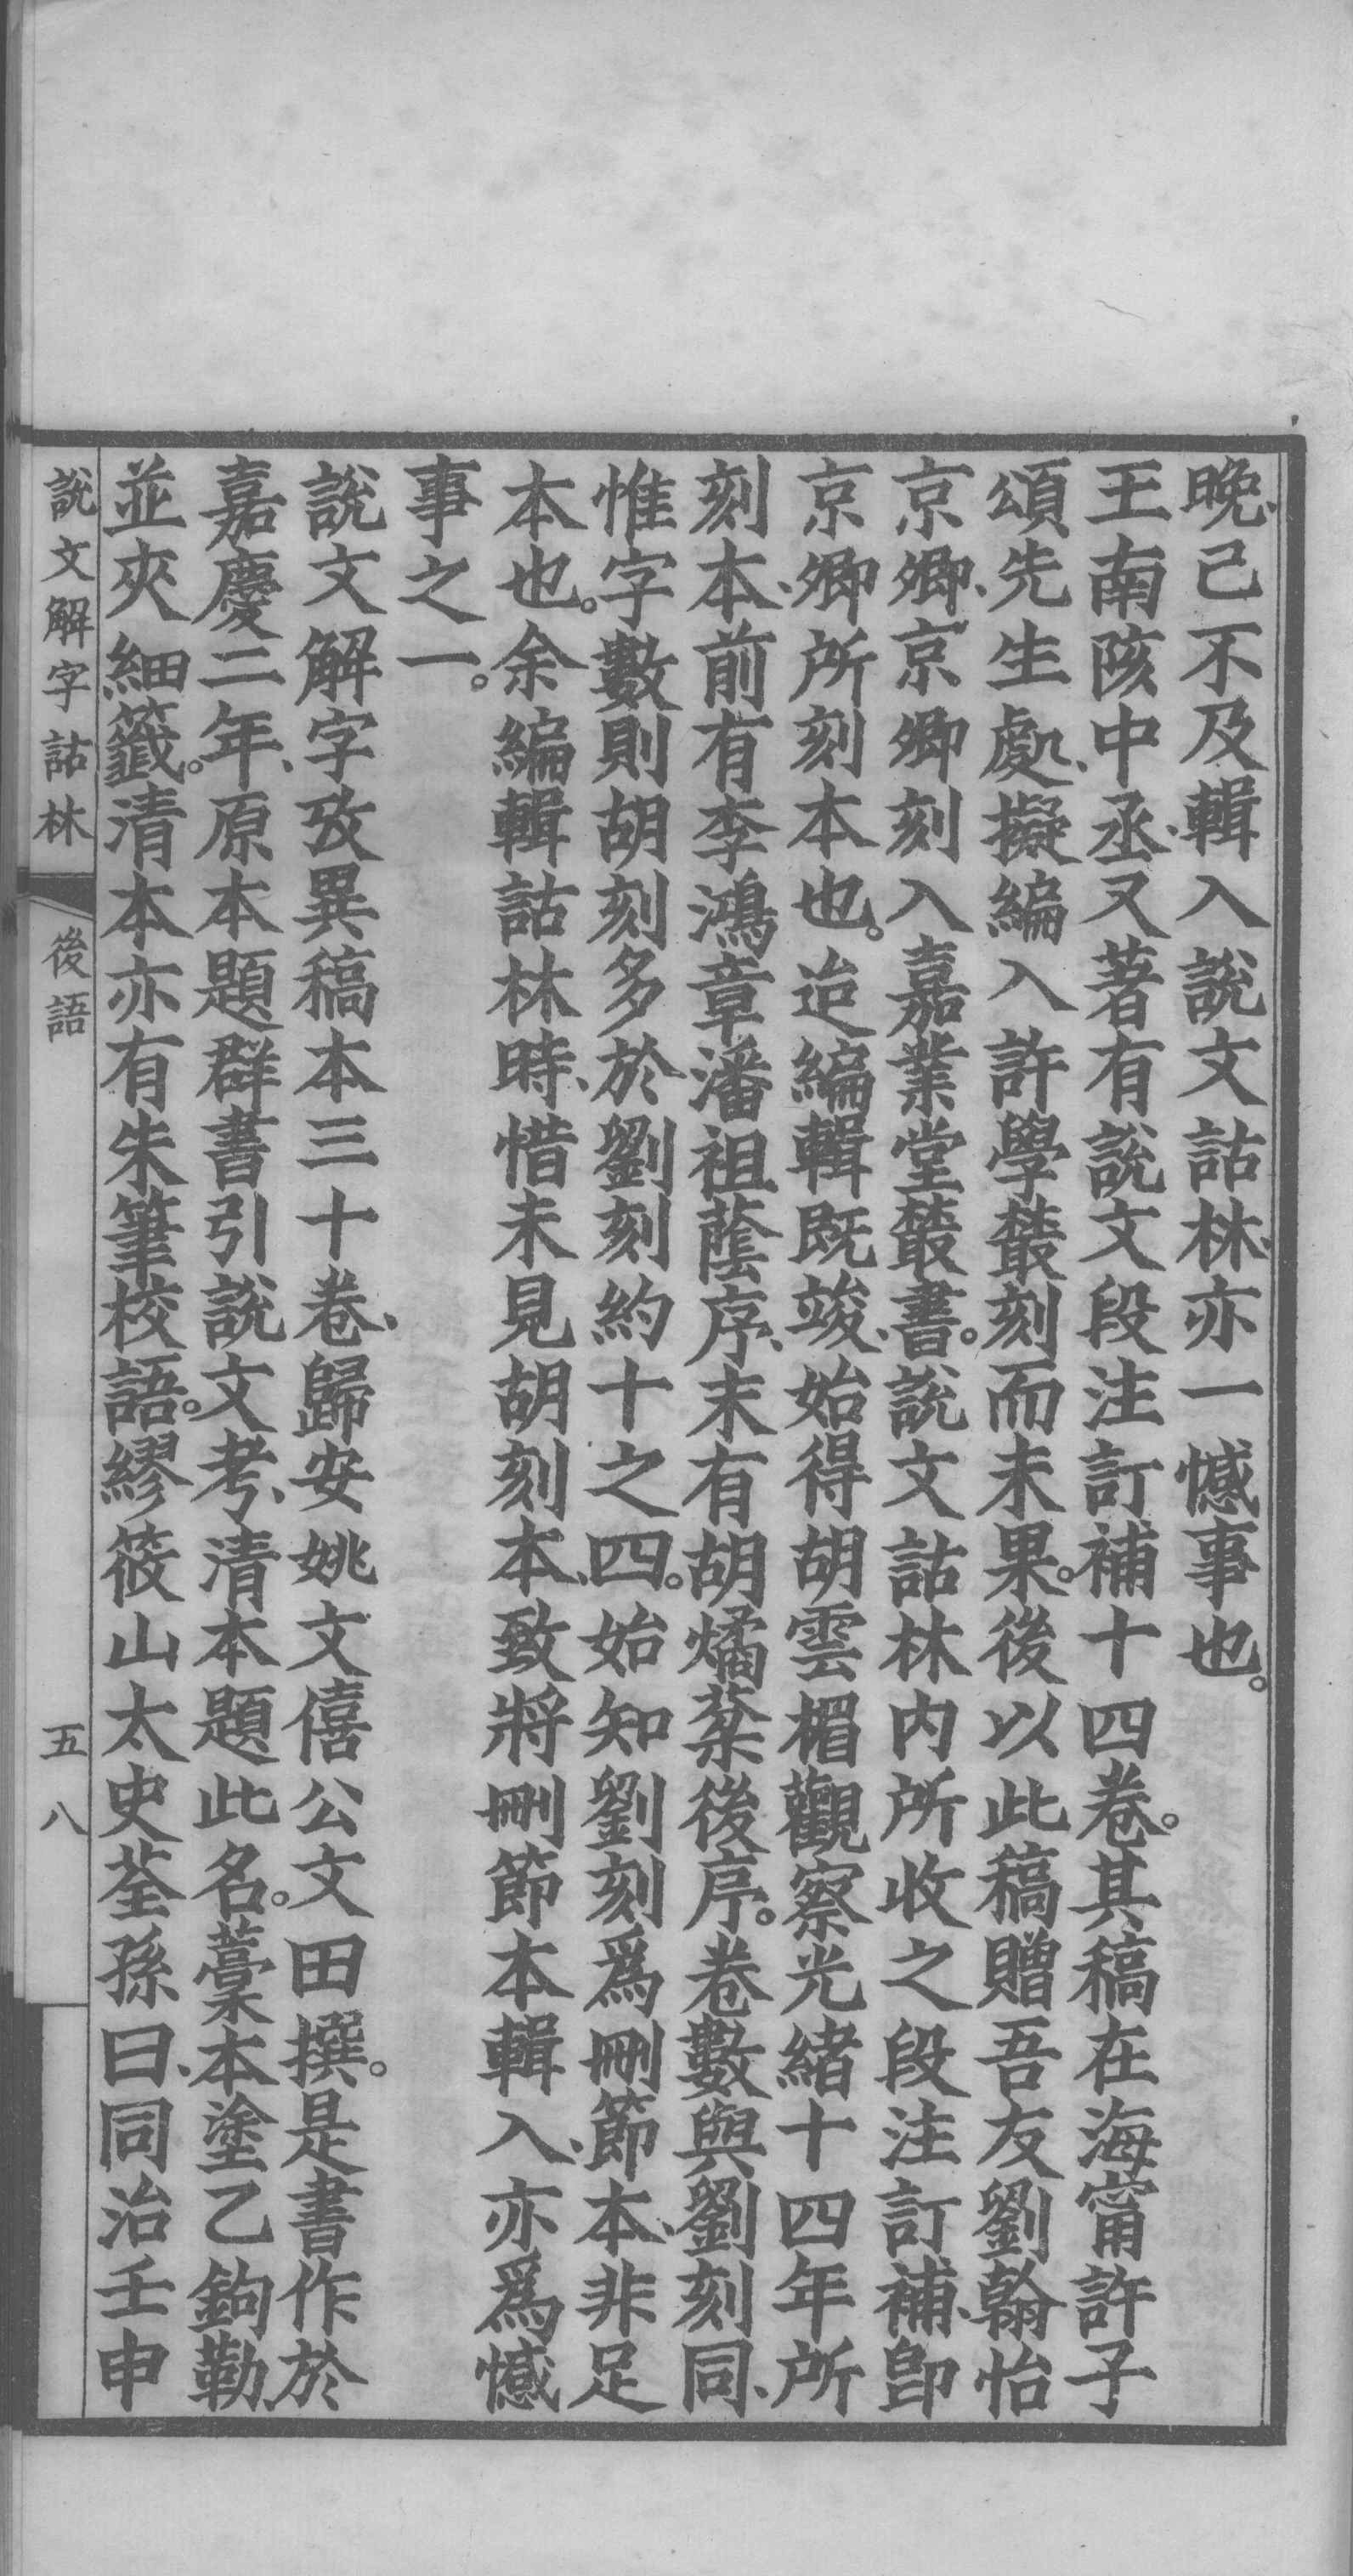 晚、已不及輯入說文詁林、亦一憾事也。
王南陔中丞、又著有說文段注訂補十四卷。其稿在海甯許子
頌先生處、擬編入許學叢刻而未果。後以此稿贈吾友劉翰怡
京卿、京卿刻入嘉業堂叢書。說文詁林內所收之段注訂補、卽
京卿所刻本也。迨編輯既竣、始得胡雲楣觀察光緒十四年所
刻本、前有李鴻章潘祖蔭序、末有胡燏棻後序。卷數與劉刻同、
惟字數則胡刻多於劉刻約十之四。始知劉刻爲刪節本、非足
本也。余編輯詁林時、惜未見胡刻本、致將刪節本輯入、亦爲憾
事之一。
說文解字攷異稿本三十卷、歸安姚文僖公文田撰。是書作於
嘉慶二年、原本題群書引說文考、清本題此名。藁本塗乙鉤勒
並夾細籤。清本亦有朱筆校語。繆筱山太史荃孫曰、同治壬申
說文解字詁林 後語 五八